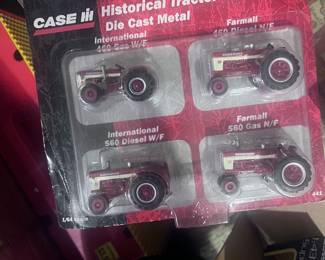 CASE IH
Historical Tractor
Die Cast Metal
International
460 Gas W/F
Farmall
460 Diesel N/F
International
560 Diesel W/F
Farmall
560 Gas N/F
1/64 Scale